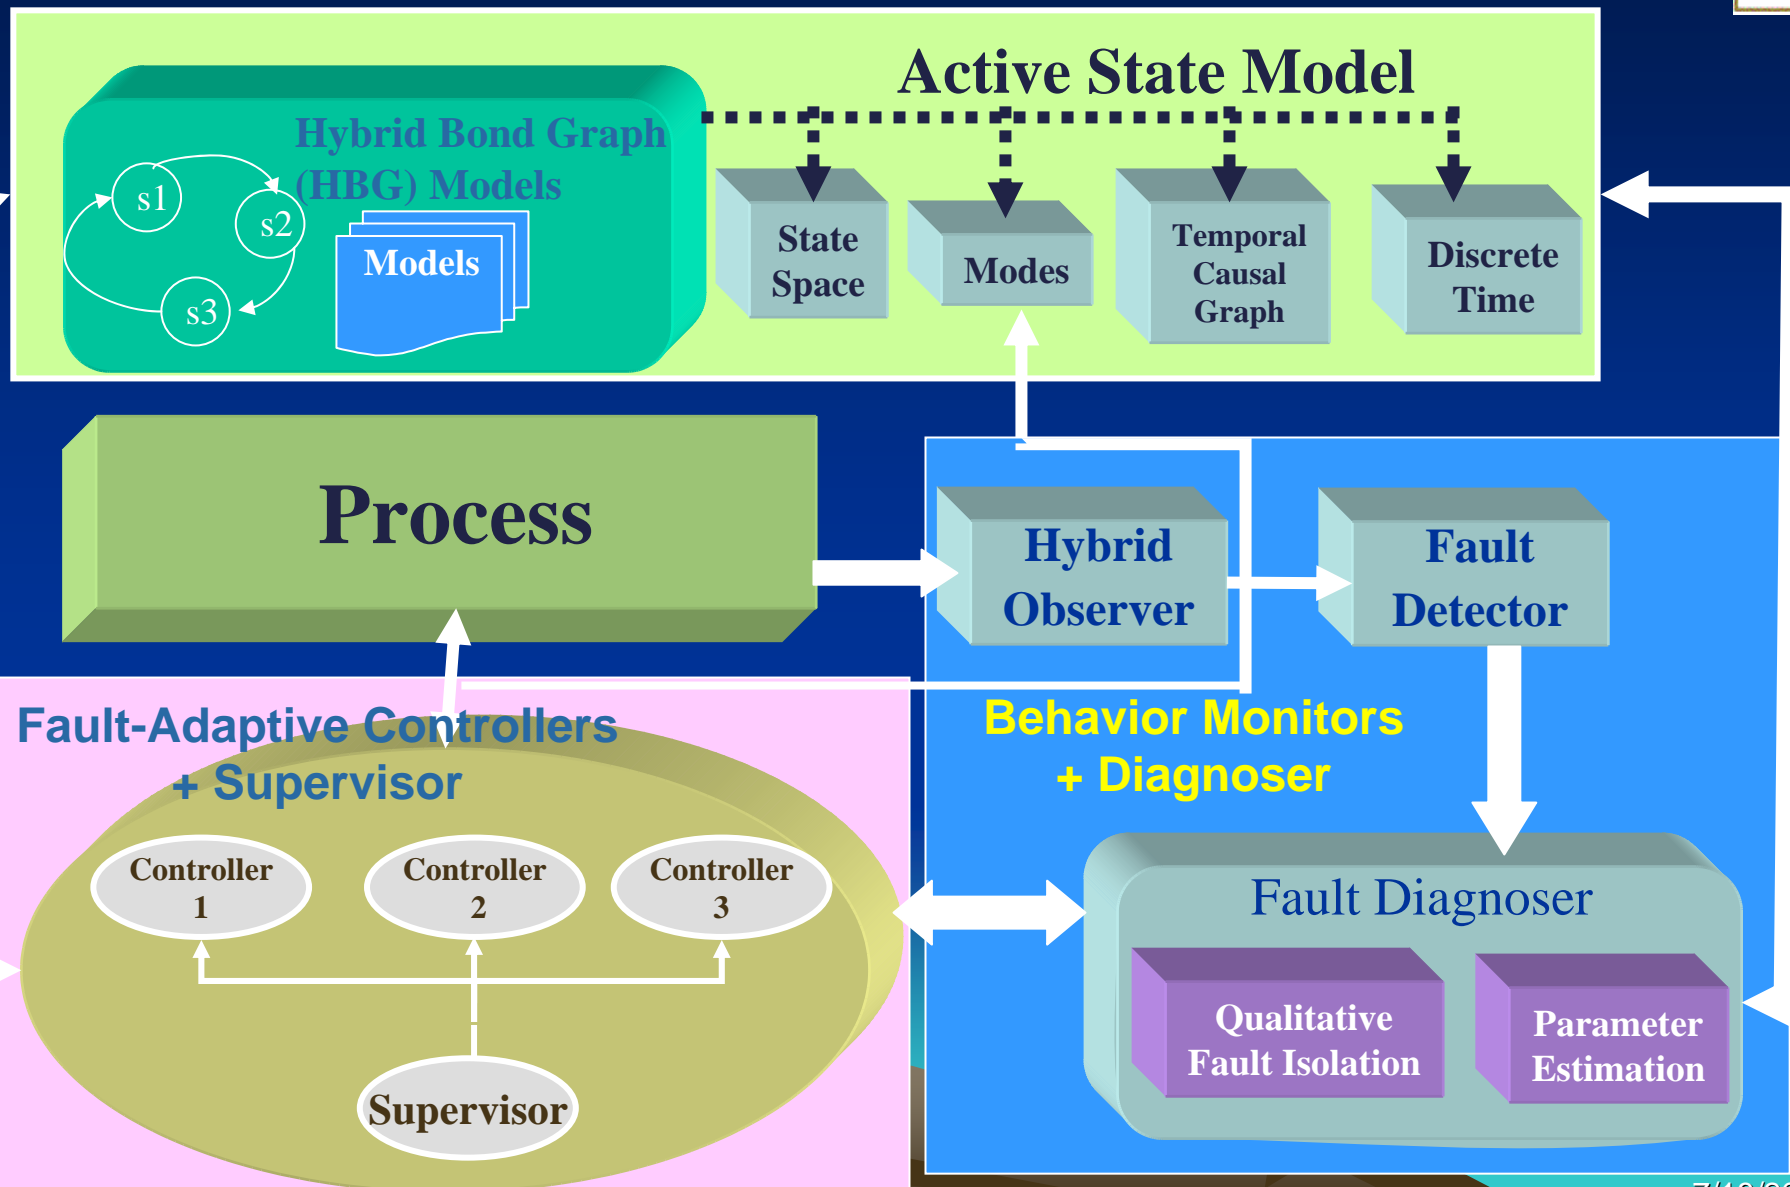 Active State Model
Hybrid Bond Graph
(HBG) Models
s1
s2
s3
Models
State
Space
Modes
Temporal
Causal
Graph
Discrete
Time
Process
Hybrid
Observer
Fault
Detector
Fault-Adaptive Controllers
+ Supervisor
Behavior Monitors
+ Diagnoser
Controller
1
Controller
2
Controller
3
Supervisor
Fault Diagnoser
Qualitative
Fault Isolation
Parameter
Estimation